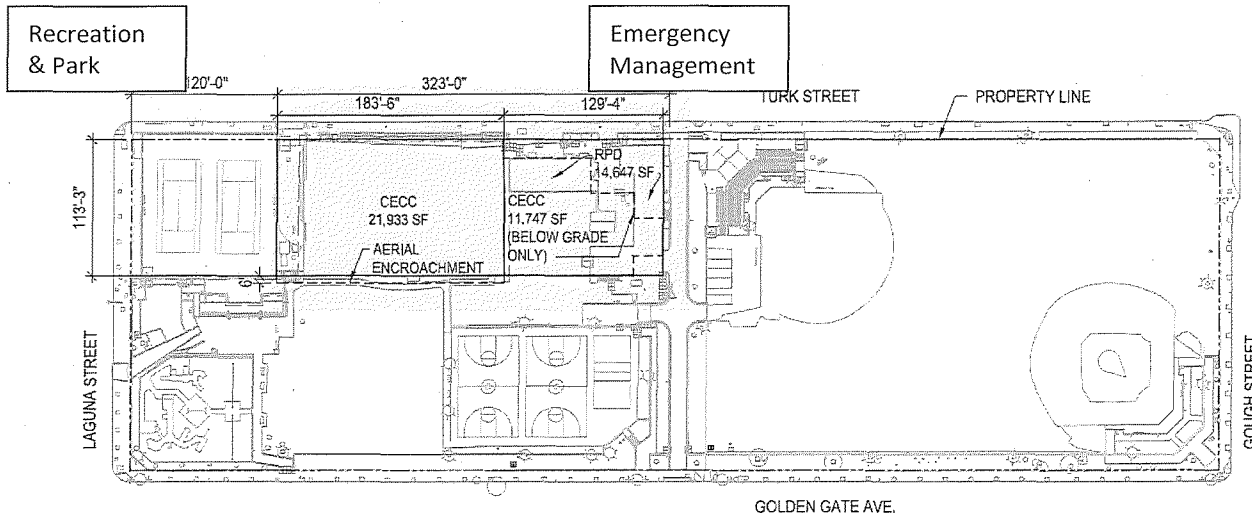 Recreation
& Park
Emergency
Management
120'-0"
323'-0"
183'-6"
129'-4"
TURK STREET
PROPERTY LINE
113'-3"
RPD
14,647 SF
CECC
21,933 SF
CECC
11,747 SF
(BELOW GRADE
ONLY)
AERIAL
ENCROACHMENT
6'
LAGUNA STREET
GOUGH STREET
GOLDEN GATE AVE.